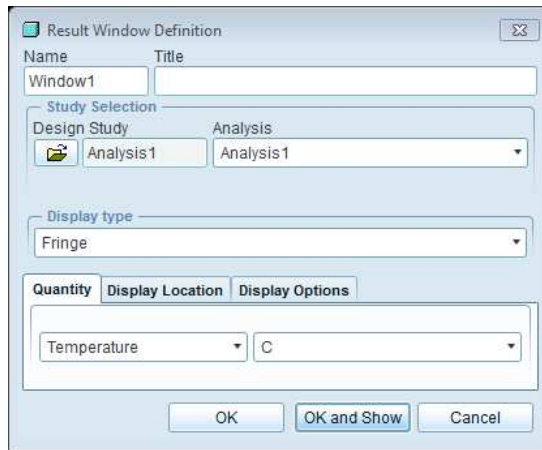 Result Window Definition
Name Title
Window1
Study Selection
Design Study Analysis
Analysis1 Analysis1
Display type
Fringe
Quantity Display Location Display Options
Temperature C
OK OK and Show Cancel